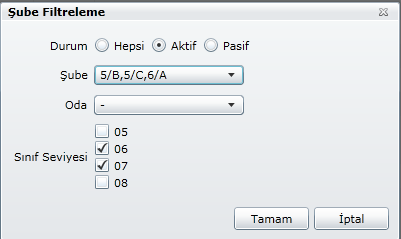 Şube Filtreleme
Durum Hepsi Aktif Pasif
Şube 5/B,5/C,6/A
Oda -
Sınıf Seviyesi
05
06
07
08
Tamam İptal